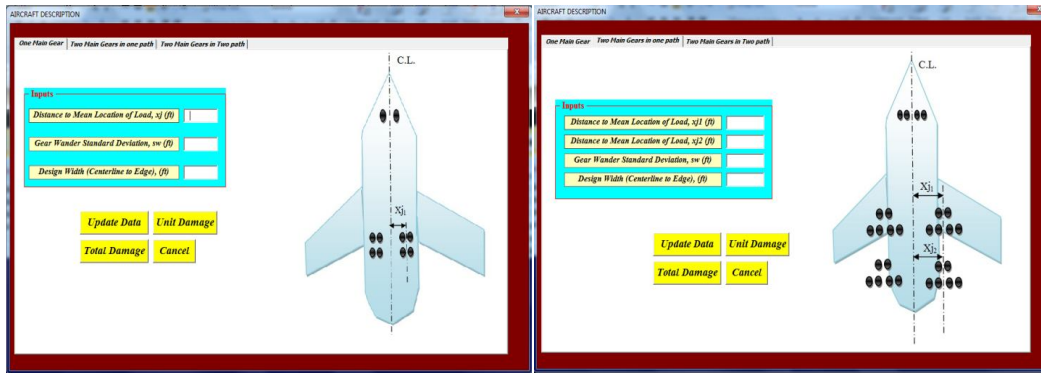 AIRCRAFT DESCRIPTION
One Main Gear
Two Main Gears in one path
Two Main Gears in Two path
Inputs
Distance to Mean Location of Load, xj (ft)
Gear Wander Standard Deviation, sw (ft)
Design Width (Centerline to Edge), (ft)
Update Data
Unit Damage
Total Damage
Cancel
C.L.
Xj1
AIRCRAFT DESCRIPTION
One Main Gear
Two Main Gears in one path
Two Main Gears in Two path
Inputs
Distance to Mean Location of Load, xj1 (ft)
Distance to Mean Location of Load, xj2 (ft)
Gear Wander Standard Deviation, sw (ft)
Design Width (Centerline to Edge), (ft)
Update Data
Unit Damage
Total Damage
Cancel
C.L.
Xj1
Xj2